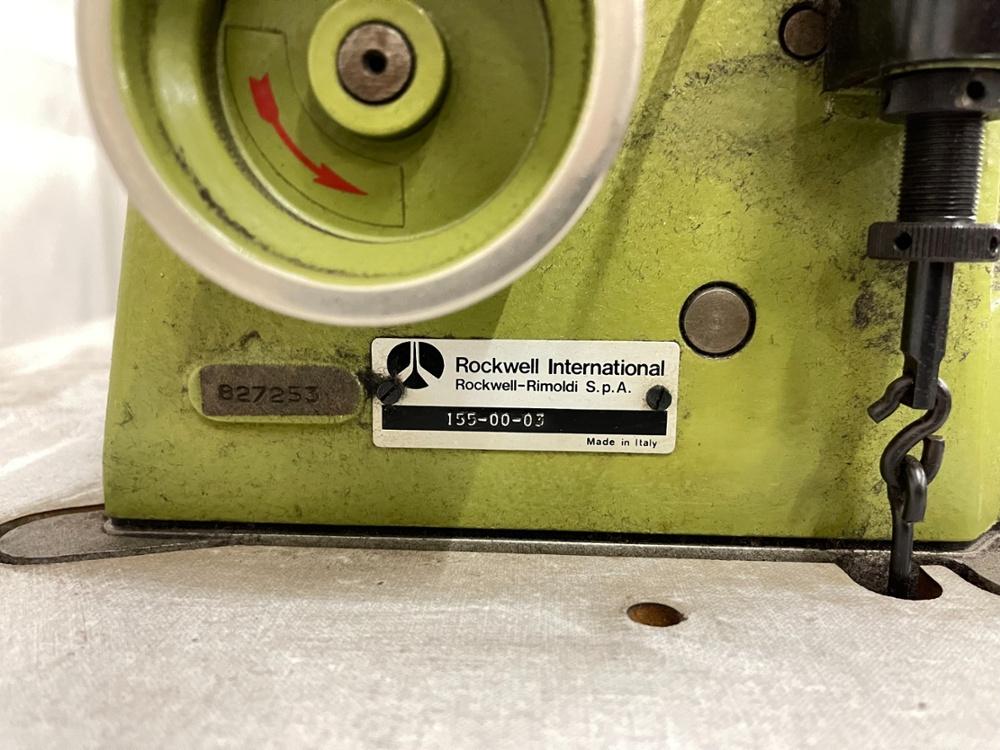 827253
Rockwell International
Rockwell-Rimoldi S.p.A.
155-00-03
Made in Italy